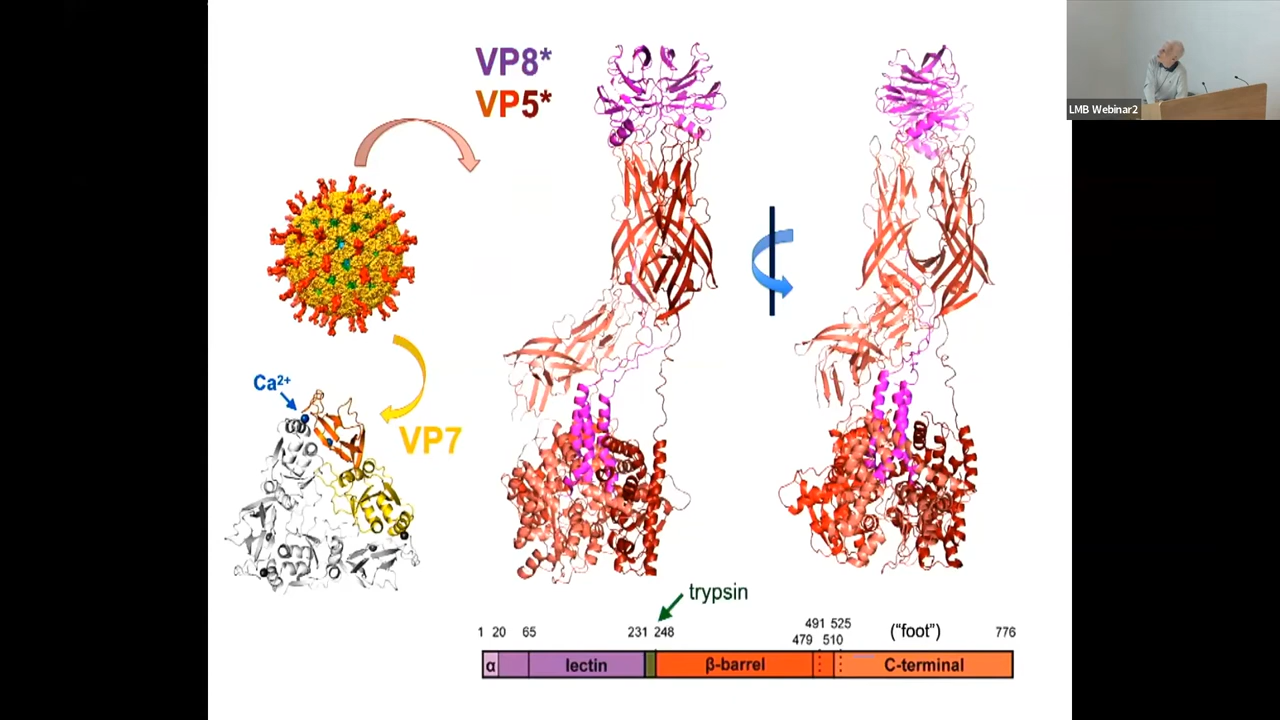 VP8*
VP5*
LMB Webinar2
Ca²⁺
VP7
trypsin
1 20 65 231 248 479 491 510 525 ("foot") 776
α lectin β-barrel C-terminal